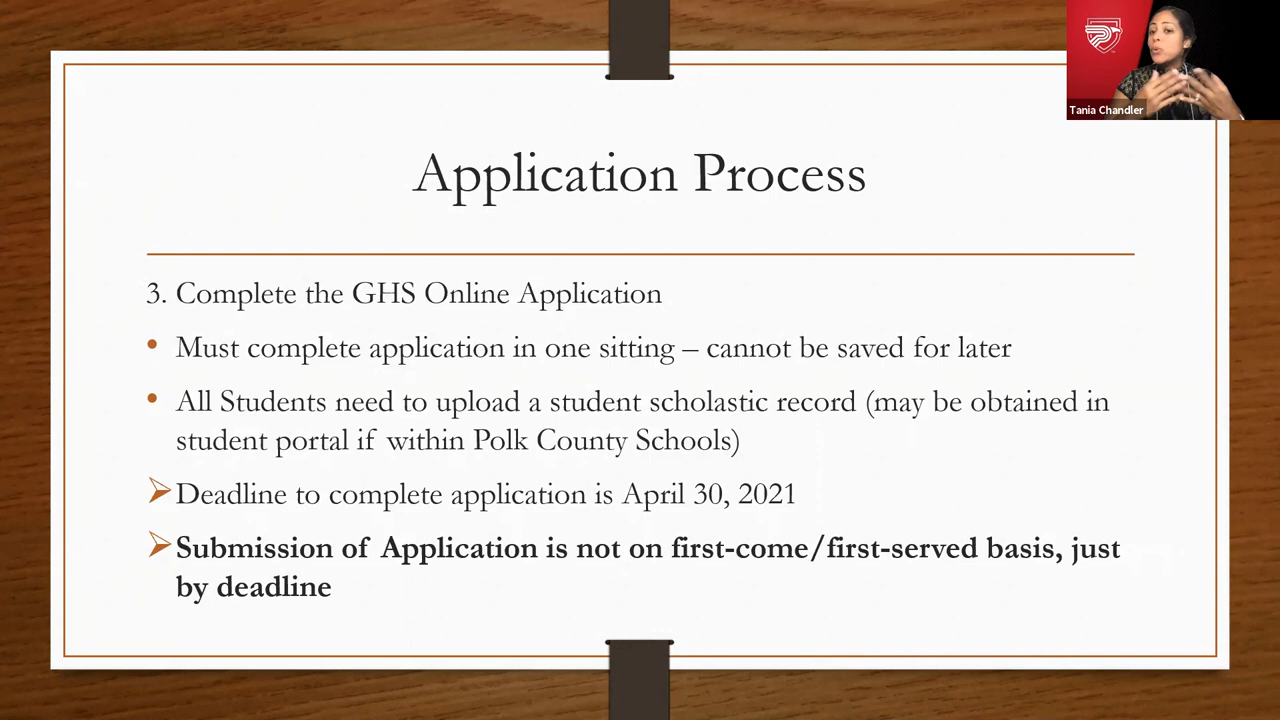 Tania Chandler
Application Process
3. Complete the GHS Online Application
• Must complete application in one sitting – cannot be saved for later
• All Students need to upload a student scholastic record (may be obtained in
student portal if within Polk County Schools)
➢ Deadline to complete application is April 30, 2021
➢ Submission of Application is not on first-come/first-served basis, just
by deadline